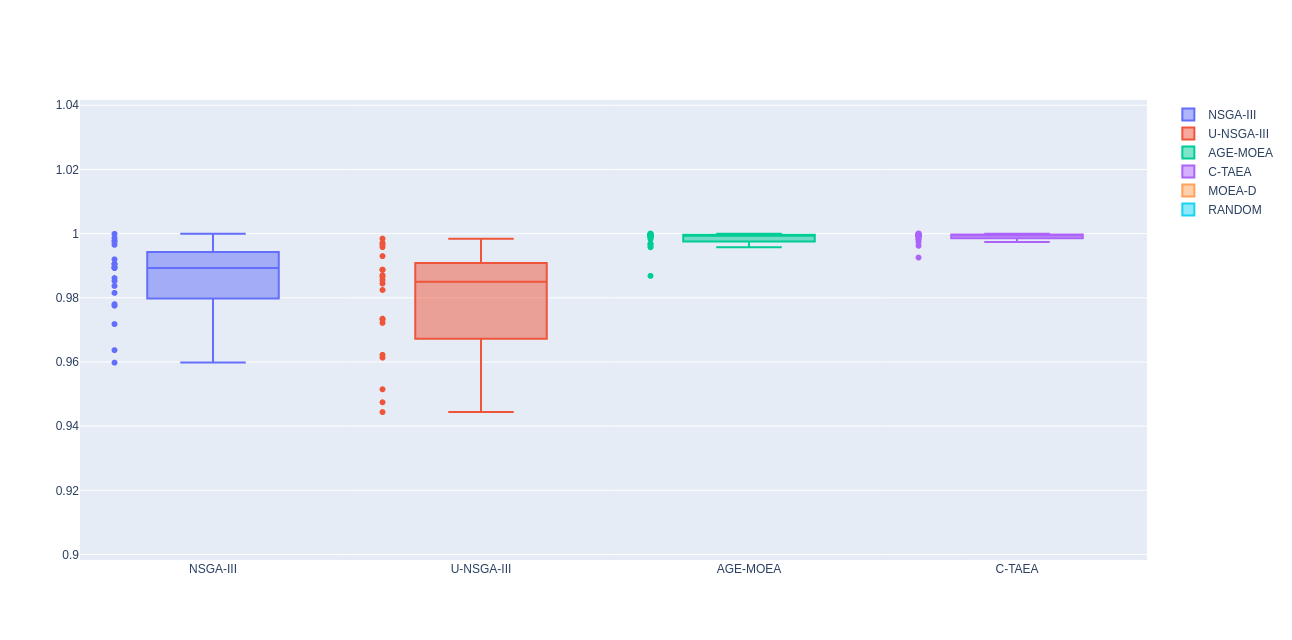 1.04
1.02
1
0.98
0.96
0.94
0.92
0.9
NSGA-III
U-NSGA-III
AGE-MOEA
C-TAEA
NSGA-III
U-NSGA-III
AGE-MOEA
C-TAEA
MOEA-D
RANDOM